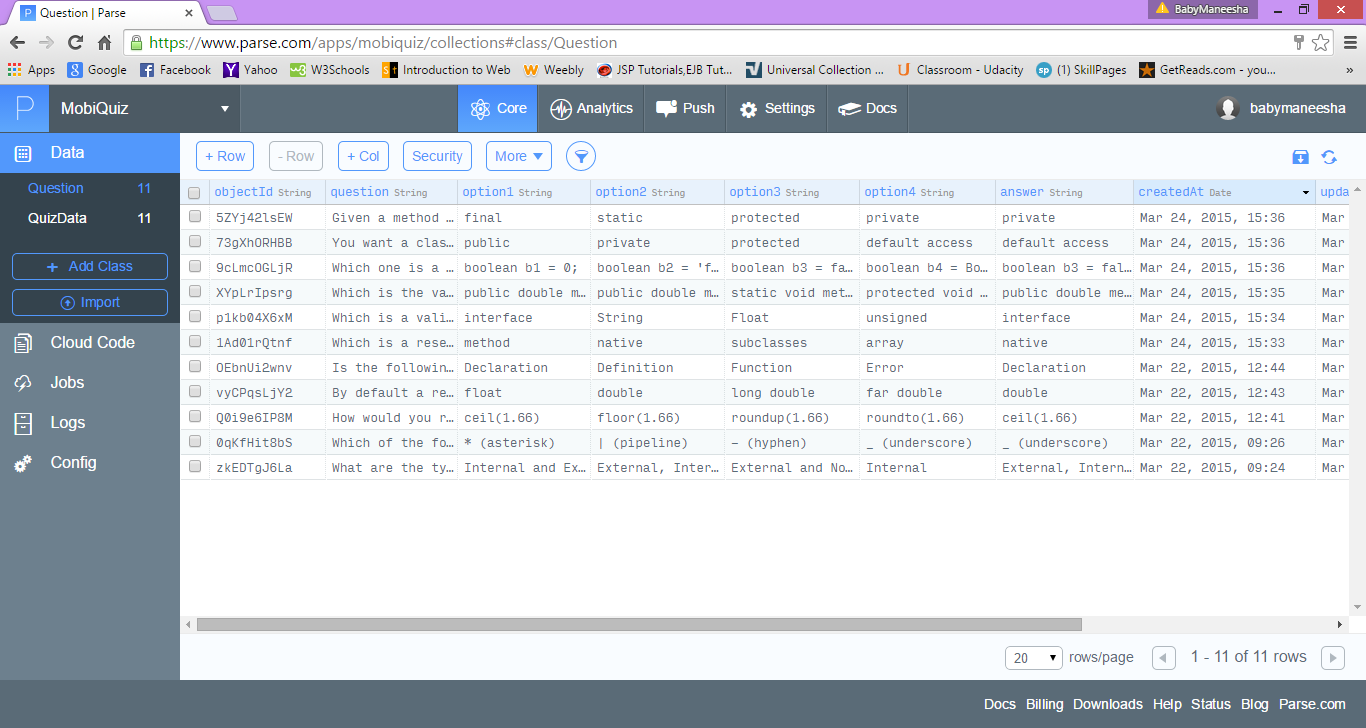 Question | Parse
BabyManeesha
https://www.parse.com/apps/mobiquiz/collections#class/Question
Apps Google Facebook Yahoo W3Schools Introduction to Web Weebly JSP Tutorials,EJB Tut... Universal Collection ... Classroom - Udacity (1) SkillPages GetReads.com - you... »
P MobiQuiz Core Analytics Push Settings Docs babymaneesha
Data
Question 11
QuizData 11
+ Add Class
Import
Cloud Code
Jobs
Logs
Config
+ Row - Row + Col Security More
objectId String question String option1 String option2 String option3 String option4 String answer String createdAt Date upda
5ZYj42lsEW Given a method … final static protected private private Mar 24, 2015, 15:36 Mar
73gXhORHBB You want a clas… public private protected default access default access Mar 24, 2015, 15:36 Mar
9cLmcOGLjR Which one is a … boolean b1 = 0; boolean b2 = 'f… boolean b3 = fa… boolean b4 = Bo… boolean b3 = fal… Mar 24, 2015, 15:36 Mar
XYpLrIpsrg Which is the va… public double m… public double m… static void met… protected void … public double me… Mar 24, 2015, 15:35 Mar
p1kb04X6xM Which is a vali… interface String Float unsigned interface Mar 24, 2015, 15:34 Mar
1Ad01rQtnf Which is a rese… method native subclasses array native Mar 24, 2015, 15:33 Mar
OEbnUi2wnv Is the followin… Declaration Definition Function Error Declaration Mar 22, 2015, 12:44 Mar
vyCPqsLjY2 By default a re… float double long double far double double Mar 22, 2015, 12:43 Mar
Q0i9e6IP8M How would you r… ceil(1.66) floor(1.66) roundup(1.66) roundto(1.66) ceil(1.66) Mar 22, 2015, 12:41 Mar
0qKfHit8bS Which of the fo… * (asterisk) | (pipeline) – (hyphen) _ (underscore) _ (underscore) Mar 22, 2015, 09:26 Mar
zkEDTgJ6La What are the ty… Internal and Ex… External, Inter… External and No… Internal External, Intern… Mar 22, 2015, 09:24 Mar
20 rows/page 1 - 11 of 11 rows
Docs Billing Downloads Help Status Blog Parse.com